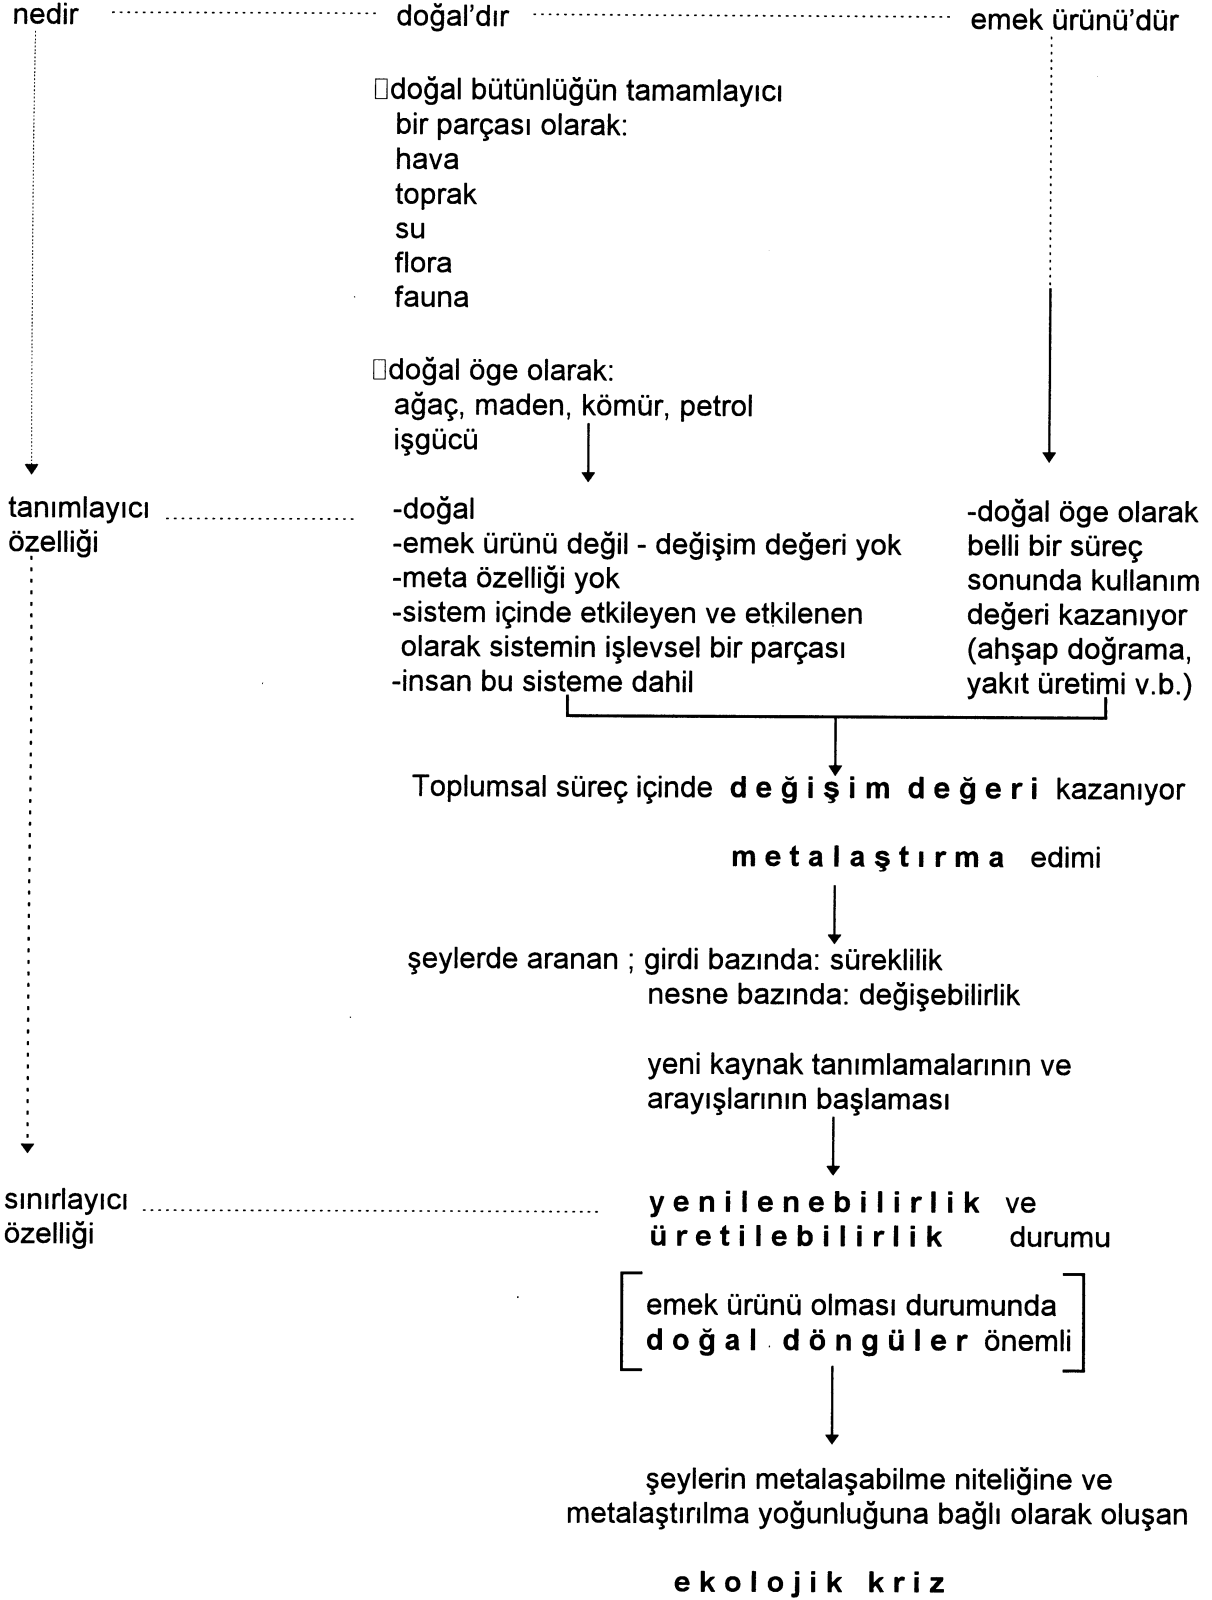 nedir doğal'dır emek ürünü'dür
▯doğal bütünlüğün tamamlayıcı
bir parçası olarak:
hava
toprak
su
flora
fauna
▯doğal öge olarak:
ağaç, maden, kömür, petrol
işgücü
tanımlayıcı
özelliği
-doğal
-emek ürünü değil - değişim değeri yok
-meta özelliği yok
-sistem içinde etkileyen ve etkilenen
olarak sistemin işlevsel bir parçası
-insan bu sisteme dahil
-doğal öge olarak
belli bir süreç
sonunda kullanım
değeri kazanıyor
(ahşap doğrama,
yakıt üretimi v.b.)
Toplumsal süreç içinde değişim değeri kazanıyor
metalaştırma edimi
şeylerde aranan ; girdi bazında: süreklilik
nesne bazında: değişebilirlik
yeni kaynak tanımlamalarının ve
arayışlarının başlaması
sınırlayıcı
özelliği
yenilenebilirlik ve
üretilebilirlik durumu
emek ürünü olması durumunda
doğal döngüler önemli
şeylerin metalaşabilme niteliğine ve
metalaştırılma yoğunluğuna bağlı olarak oluşan
ekolojik kriz